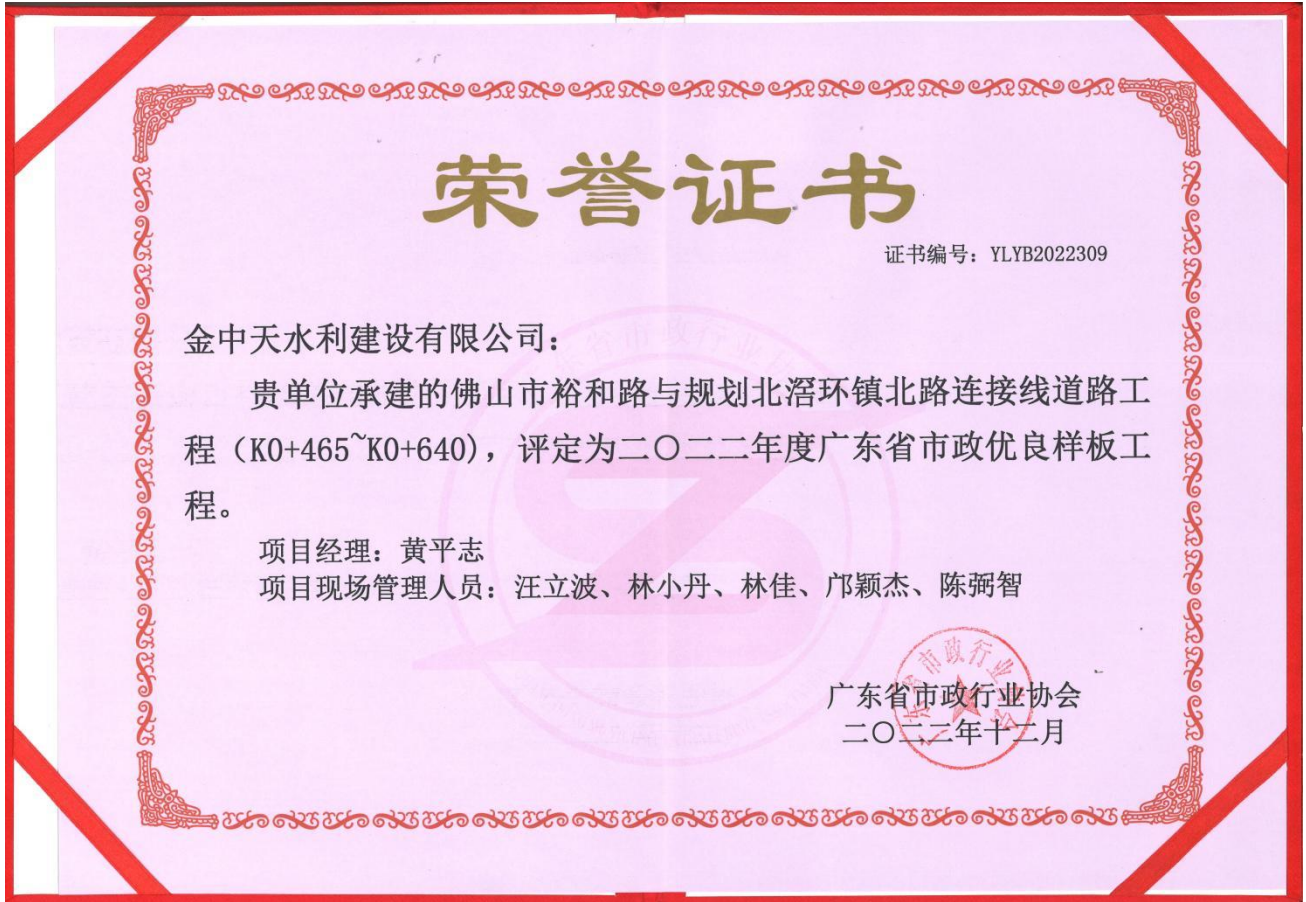 荣誉证书
证书编号：YLYB2022309
金中天水利建设有限公司：
贵单位承建的佛山市裕和路与规划北滘环镇北路连接线道路工
程（K0+465~K0+640)，评定为二〇二二年度广东省市政优良样板工
程。
项目经理：黄平志
项目现场管理人员：汪立波、林小丹、林佳、邝颖杰、陈弼智
广东省市政行业协会
二〇二二年十二月